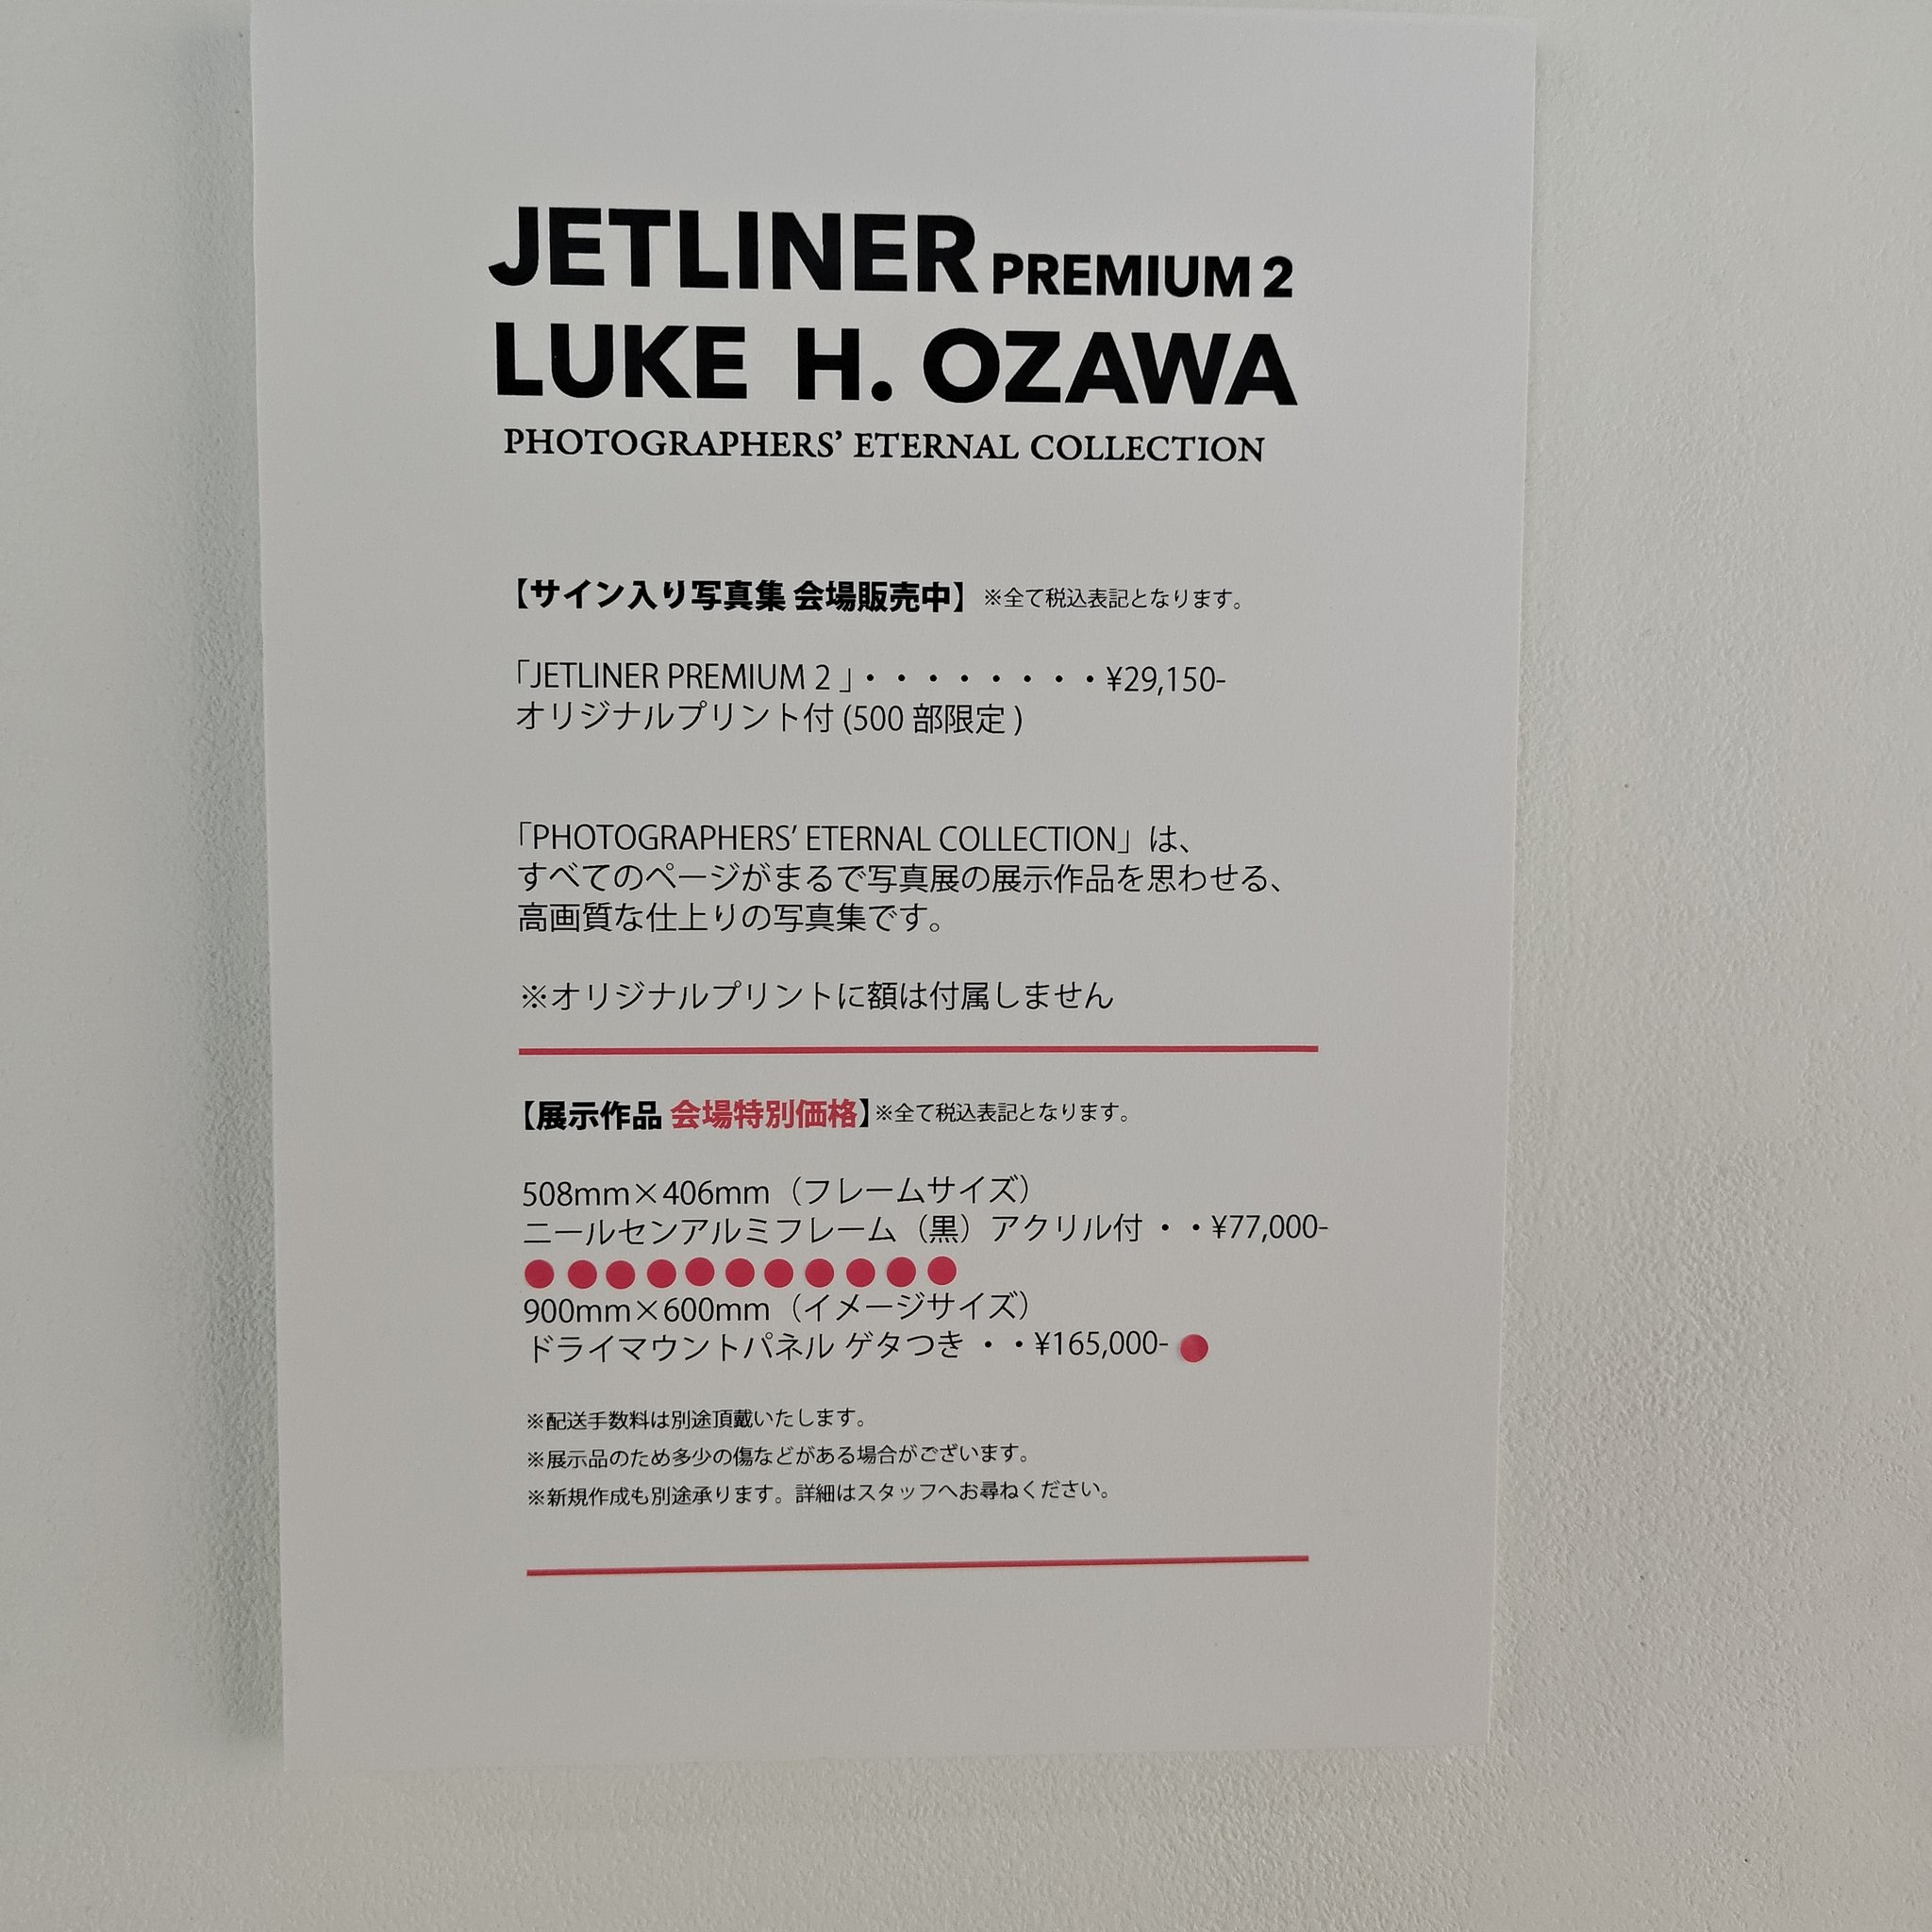 JETLINER PREMIUM 2
LUKE H. OZAWA
PHOTOGRAPHERS’ ETERNAL COLLECTION
【サイン入り写真集 会場販売中】 ※全て税込表記となります。
「JETLINER PREMIUM 2 」・・・・・・・・¥29,150-
オリジナルプリント付 (500 部限定 )
「PHOTOGRAPHERS’ ETERNAL COLLECTION」は、
すべてのページがまるで写真展の展示作品を思わせる、
高画質な仕上りの写真集です。
※オリジナルプリントに額は付属しません
【展示作品 会場特別価格】※全て税込表記となります。
508mm×406mm（フレームサイズ）
ニールセンアルミフレーム（黒）アクリル付 ・・¥77,000-
900mm×600mm（イメージサイズ）
ドライマウントパネル ゲタつき ・・¥165,000-
※配送手数料は別途頂戴いたします。
※展示品のため多少の傷などがある場合がございます。
※新規作成も別途承ります。詳細はスタッフへお尋ねください。